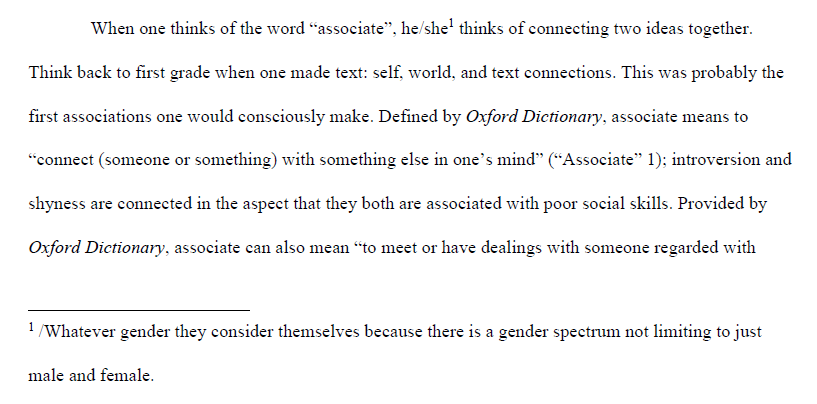 When one thinks of the word “associate”, he/she¹ thinks of connecting two ideas together.
Think back to first grade when one made text: self, world, and text connections. This was probably the
first associations one would consciously make. Defined by Oxford Dictionary, associate means to
“connect (someone or something) with something else in one’s mind” (“Associate” 1); introversion and
shyness are connected in the aspect that they both are associated with poor social skills. Provided by
Oxford Dictionary, associate can also mean “to meet or have dealings with someone regarded with
¹ /Whatever gender they consider themselves because there is a gender spectrum not limiting to just
male and female.